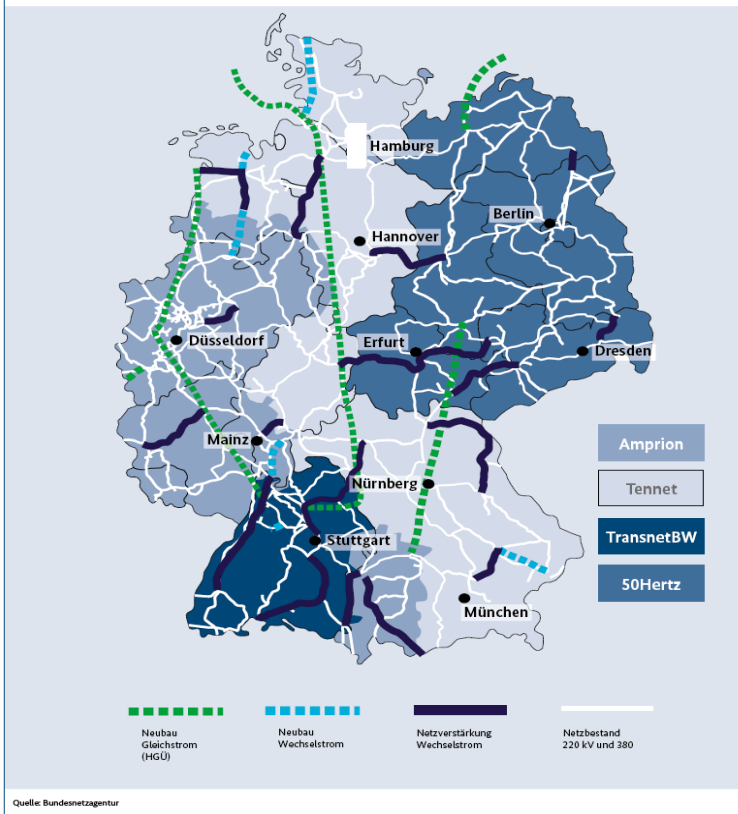 Hamburg
Berlin
Hannover
Düsseldorf
Erfurt
Dresden
Mainz
Nürnberg
Stuttgart
München
Amprion
Tennet
TransnetBW
50Hertz
Neubau
Gleichstrom
(HGÜ)
Neubau
Wechselstrom
Netzverstärkung
Wechselstrom
Netzbestand
220 kV und 380
Quelle: Bundesnetzagentur